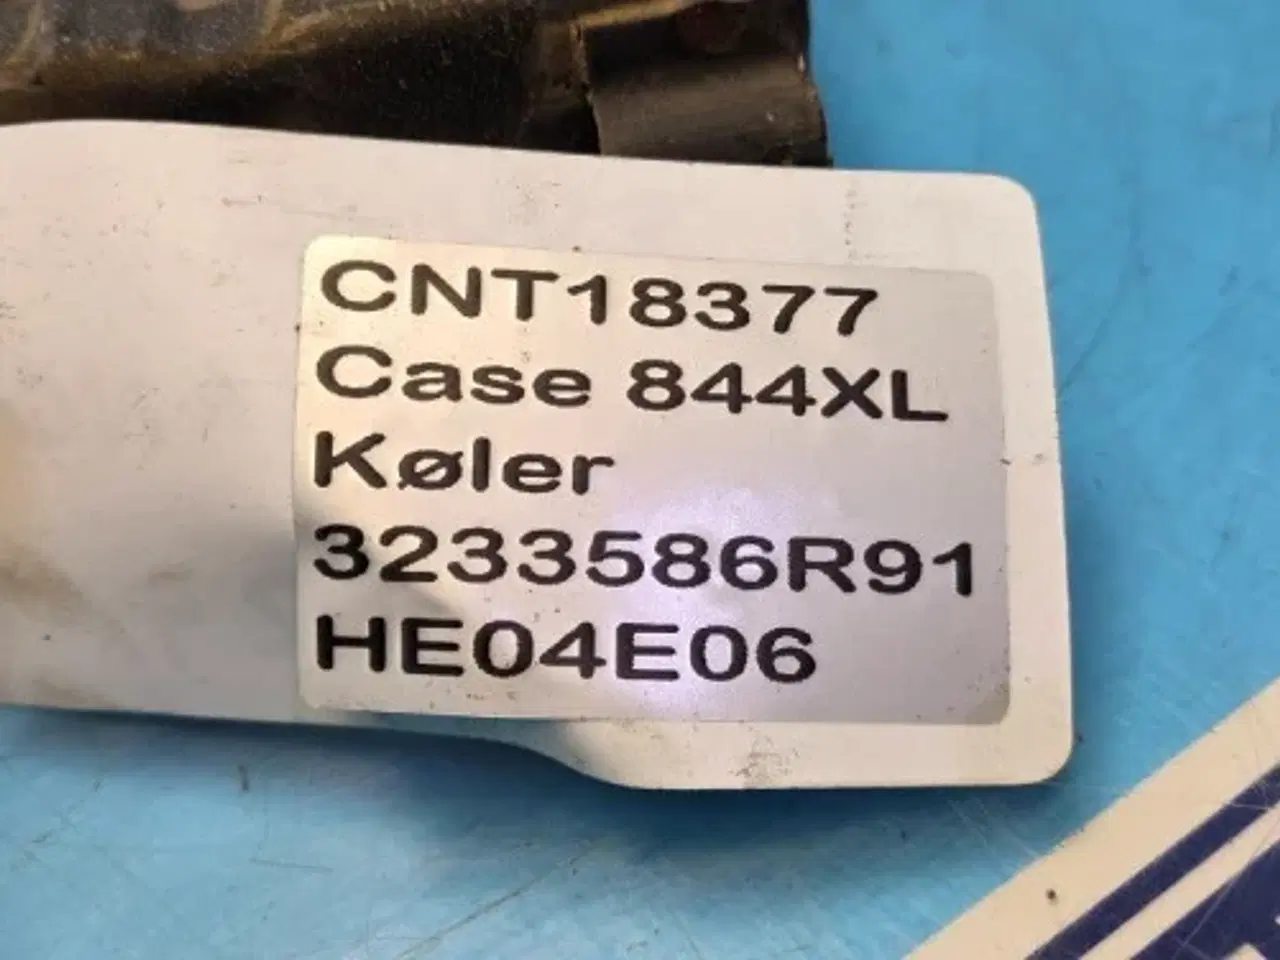 CNT18377
Case 844XL
Køler
3233586R91
HE04E06